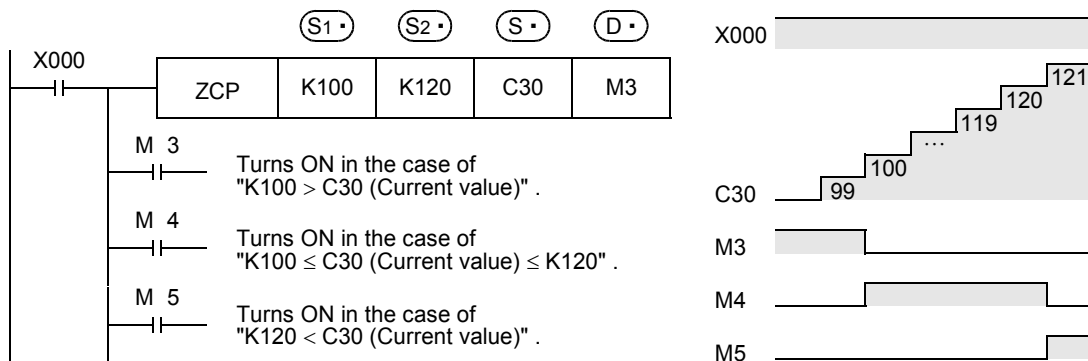 S1・ S2・ S・ D・
X000
ZCP K100 K120 C30 M3
M 3
Turns ON in the case of
"K100 > C30 (Current value)" .
M 4
Turns ON in the case of
"K100 ≤ C30 (Current value) ≤ K120" .
M 5
Turns ON in the case of
"K120 < C30 (Current value)" .
X000
121
120
119
…
100
99
C30
M3
M4
M5